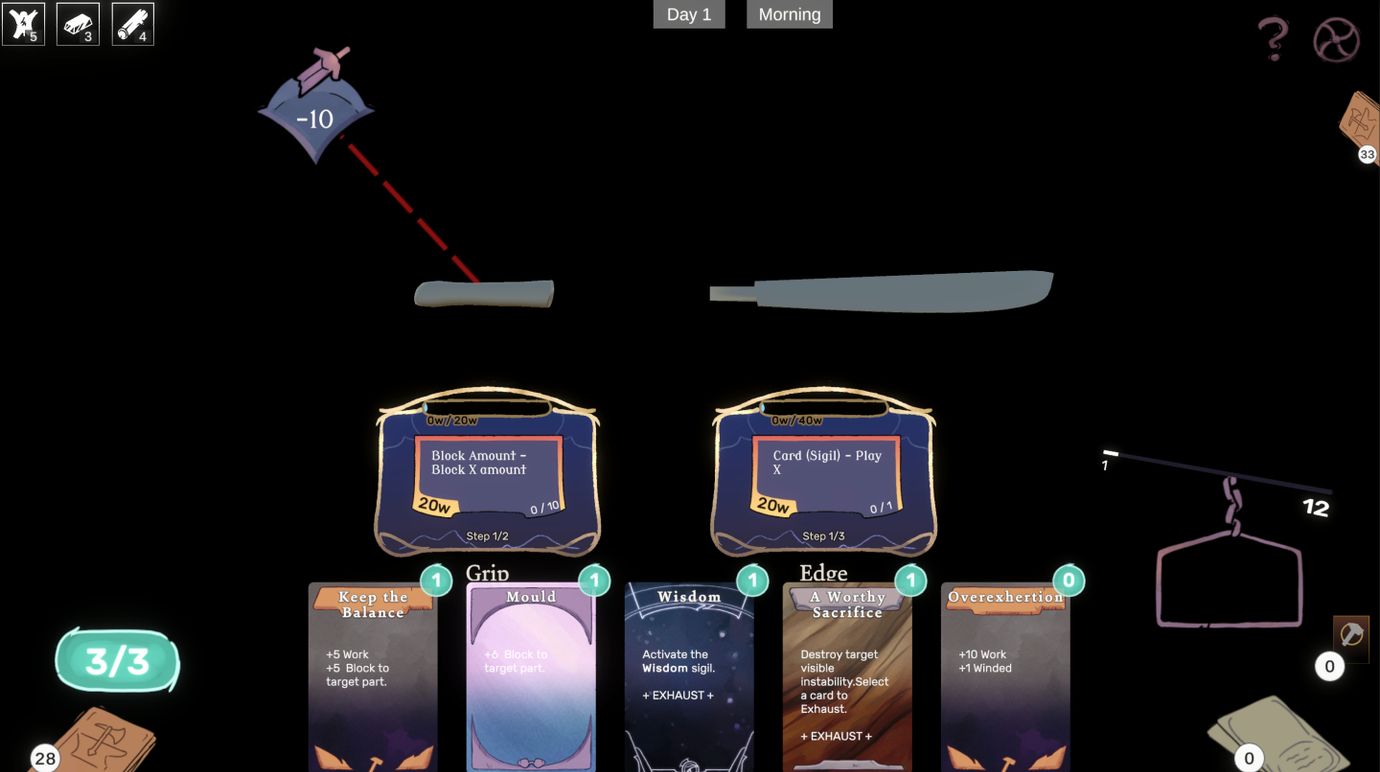 Day 1
Morning
5
3
4
-10
33
0w/20w
Block Amount -
Block X amount
20w
0/10
Step 1/2
Grip
0w/40w
Card (Sigil) - Play
X
20w
0/1
Step 1/3
Edge
1
12
3/3
28
1
Keep the
Balance
+5 Work
+5 Block to
target part.
1
Mould
+6 Block to
target part.
1
Wisdom
Activate the
Wisdom sigil.
+ EXHAUST +
1
A Worthy
Sacrifice
Destroy target
visible
instability.Select
a card to
Exhaust.
+ EXHAUST +
0
Overexhertion
+10 Work
+1 Winded
0
0